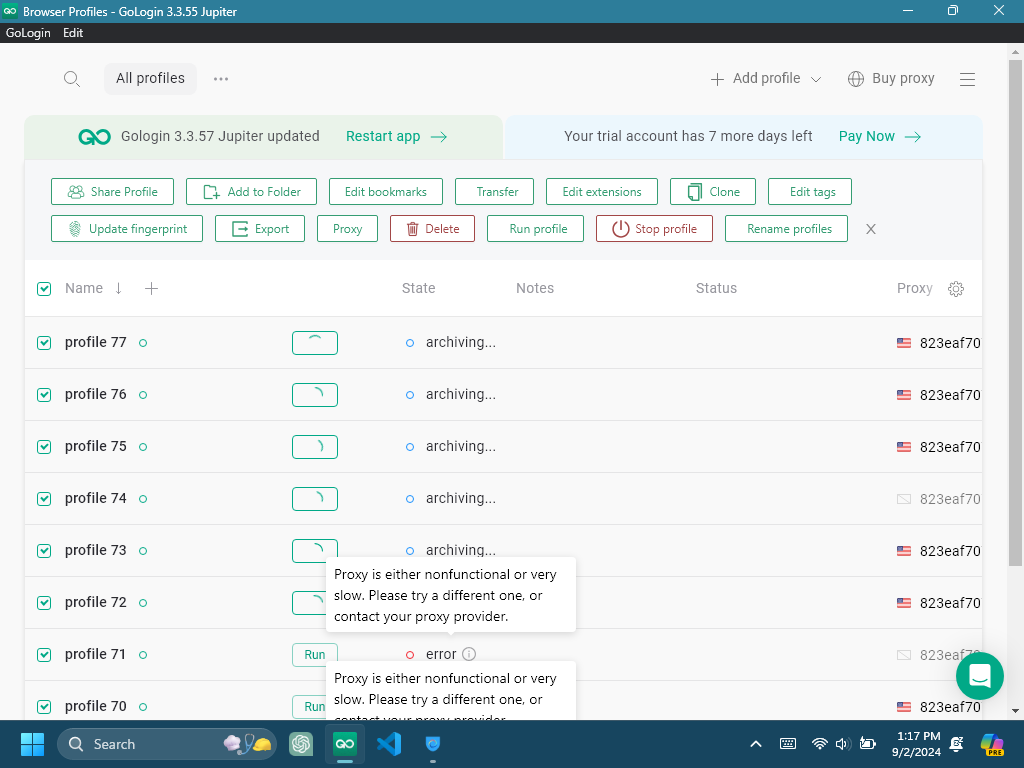 Browser Profiles - GoLogin 3.3.55 Jupiter
GoLogin Edit
All profiles
Add profile
Buy proxy
Gologin 3.3.57 Jupiter updated Restart app
Your trial account has 7 more days left Pay Now
Share Profile Add to Folder Edit bookmarks Transfer Edit extensions Clone Edit tags
Update fingerprint Export Proxy Delete Run profile Stop profile Rename profiles
Name State Notes Status Proxy
profile 77 archiving... 823eaf70
profile 76 archiving... 823eaf70
profile 75 archiving... 823eaf70
profile 74 archiving... 823eaf70
profile 73 archiving... 823eaf70
Proxy is either nonfunctional or very
slow. Please try a different one, or
contact your proxy provider.
profile 72 823eaf70
profile 71 Run error 823eaf70
Proxy is either nonfunctional or very
slow. Please try a different one, or
contact your proxy provider.
profile 70 Run 823eaf70
Search
1:17 PM
9/2/2024
PRE